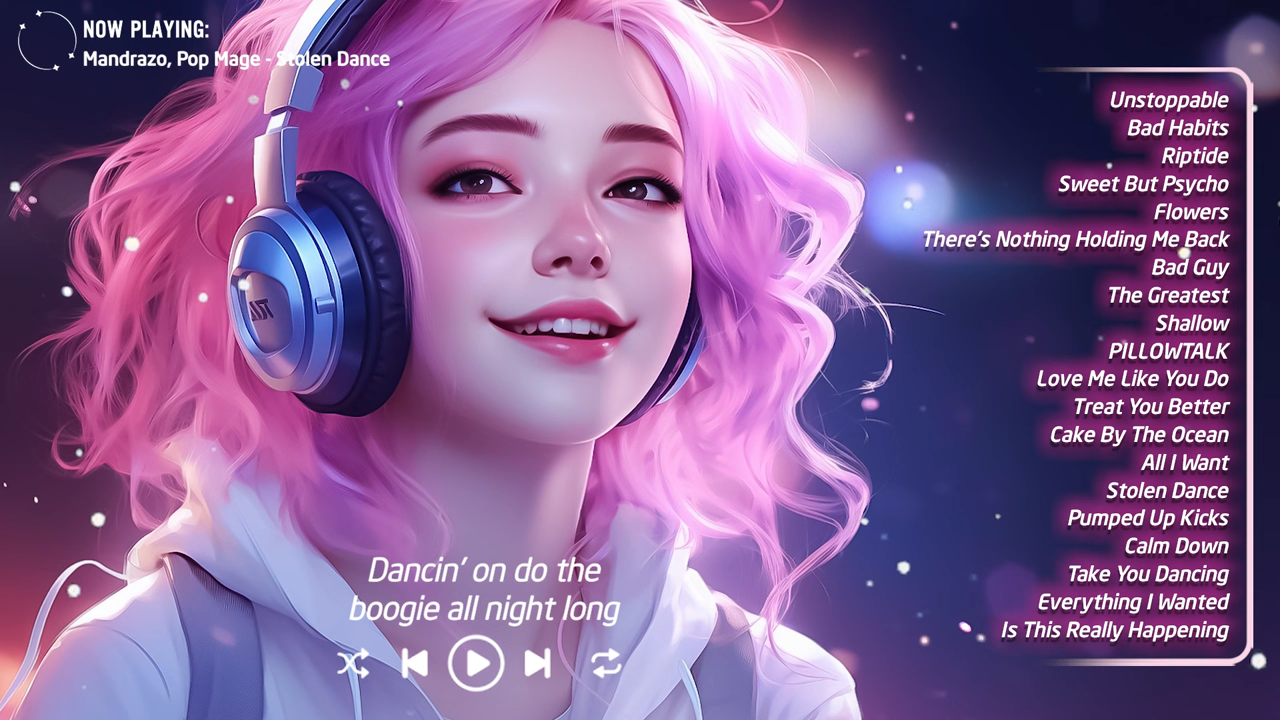 NOW PLAYING:
Mandrazo, Pop Mage - Stolen Dance
Unstoppable
Bad Habits
Riptide
Sweet But Psycho
Flowers
There's Nothing Holding Me Back
Bad Guy
The Greatest
Shallow
PILLOWTALK
Love Me Like You Do
Treat You Better
Cake By The Ocean
All I Want
Stolen Dance
Pumped Up Kicks
Calm Down
Take You Dancing
Everything I Wanted
Is This Really Happening
Dancin' on do the
boogie all night long